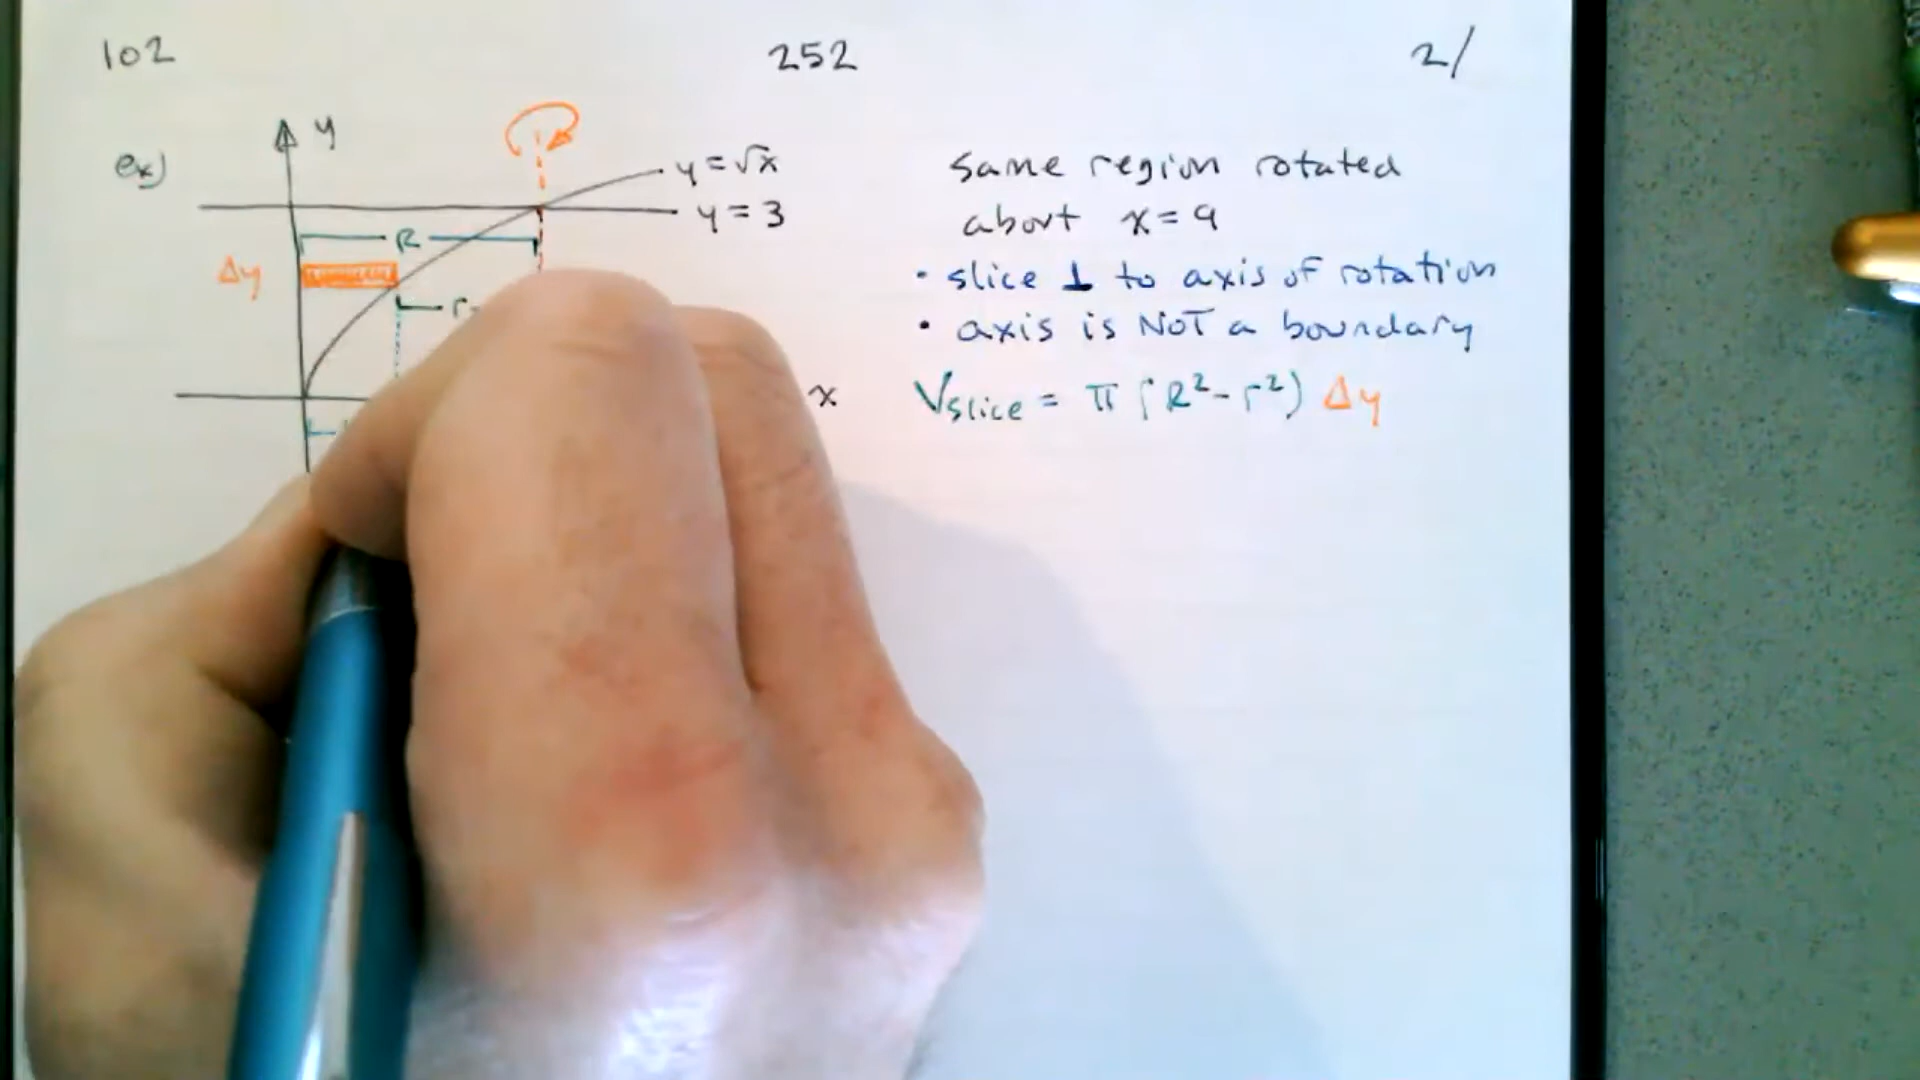 102 252 2/
ex)
y
y = √x
y = 3
R
Δy
r
x
same region rotated
about x = 9
• slice ⊥ to axis of rotation
• axis is NOT a boundary
Vslice = π (R² - r²) Δy